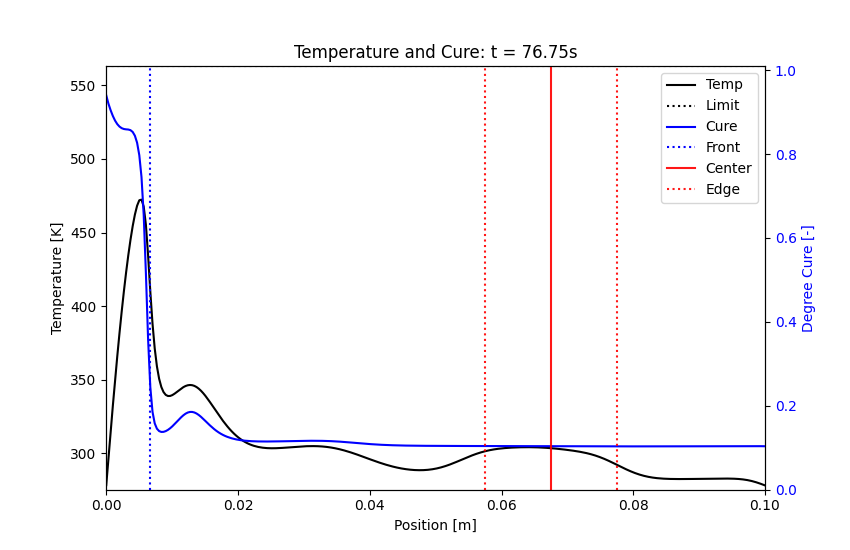 Temperature and Cure: t = 76.75s
550
500
450
400
350
300
Temperature [K]
1.0
0.8
0.6
0.4
0.2
0.0
Degree Cure [-]
Temp
Limit
Cure
Front
Center
Edge
0.00
0.02
0.04
0.06
0.08
0.10
Position [m]